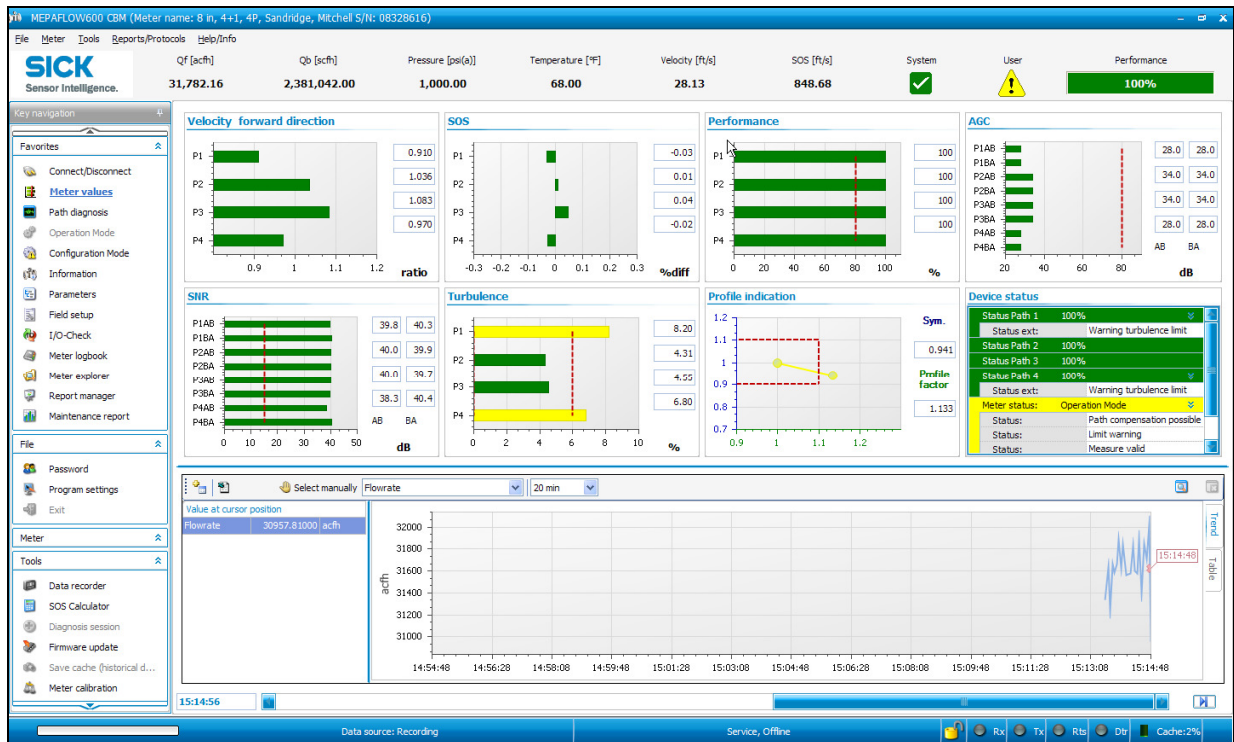 MEPAFLOW600 CBM (Meter name: 8 in, 4+1, 4P, Sandridge, Mitchell S/N: 08328616)
File Meter Tools Reports/Protocols Help/Info
SICK
Sensor Intelligence.
Qf [acfh] Qb [scfh] Pressure [psi(a)] Temperature [°F] Velocity [ft/s] SOS [ft/s] System User Performance
31,782.16 2,381,042.00 1,000.00 68.00 28.13 848.68 100%
Key navigation
Favorites
Connect/Disconnect
Meter values
Path diagnosis
Operation Mode
Configuration Mode
Information
Parameters
Field setup
I/O-Check
Meter logbook
Meter explorer
Report manager
Maintenance report
File
Password
Program settings
Exit
Meter
Tools
Data recorder
SOS Calculator
Diagnosis session
Firmware update
Save cache (historical d...
Meter calibration
Velocity forward direction
P1 0.910
P2 1.036
P3 1.083
P4 0.970
0.9 1 1.1 1.2 ratio
SOS
P1 -0.03
P2 0.01
P3 0.04
P4 -0.02
-0.3 -0.2 -0.1 0 0.1 0.2 0.3 %diff
Performance
P1 100
P2 100
P3 100
P4 100
0 20 40 60 80 100 %
AGC
P1AB 28.0 28.0
P1BA
P2AB 34.0 34.0
P2BA
P3AB 34.0 34.0
P3BA
P4AB 28.0 28.0
P4BA AB BA
20 40 60 80 dB
SNR
P1AB 39.8 40.3
P1BA
P2AB 40.0 39.9
P2BA
P3AB 40.0 39.7
P3BA
P4AB 38.3 40.4
P4BA AB BA
0 10 20 30 40 50 dB
Turbulence
P1 8.20
P2 4.31
P3 4.55
P4 6.80
0 2 4 6 8 10 %
Profile indication
1.2
1.1
1
0.9
0.8
0.7
0.9 1 1.1 1.2
Sym.
0.941
Profile factor
1.133
Device status
Status Path 1 100%
Status ext: Warning turbulence limit
Status Path 2 100%
Status Path 3 100%
Status Path 4 100%
Status ext: Warning turbulence limit
Meter status: Operation Mode
Status: Path compensation possible
Status: Limit warning
Status: Measure valid
Select manually Flowrate 20 min
Value at cursor position
Flowrate 30957.81000 acfh
acfh
32000
31800
31600
31400
31200
31000
15:14:48
14:54:48 14:56:28 14:58:08 14:59:48 15:01:28 15:03:08 15:04:48 15:06:28 15:08:08 15:09:48 15:11:28 15:13:08 15:14:48
Trend
Table
15:14:56
Data source: Recording Service, Offline Rx Tx Rts Dtr Cache:2%